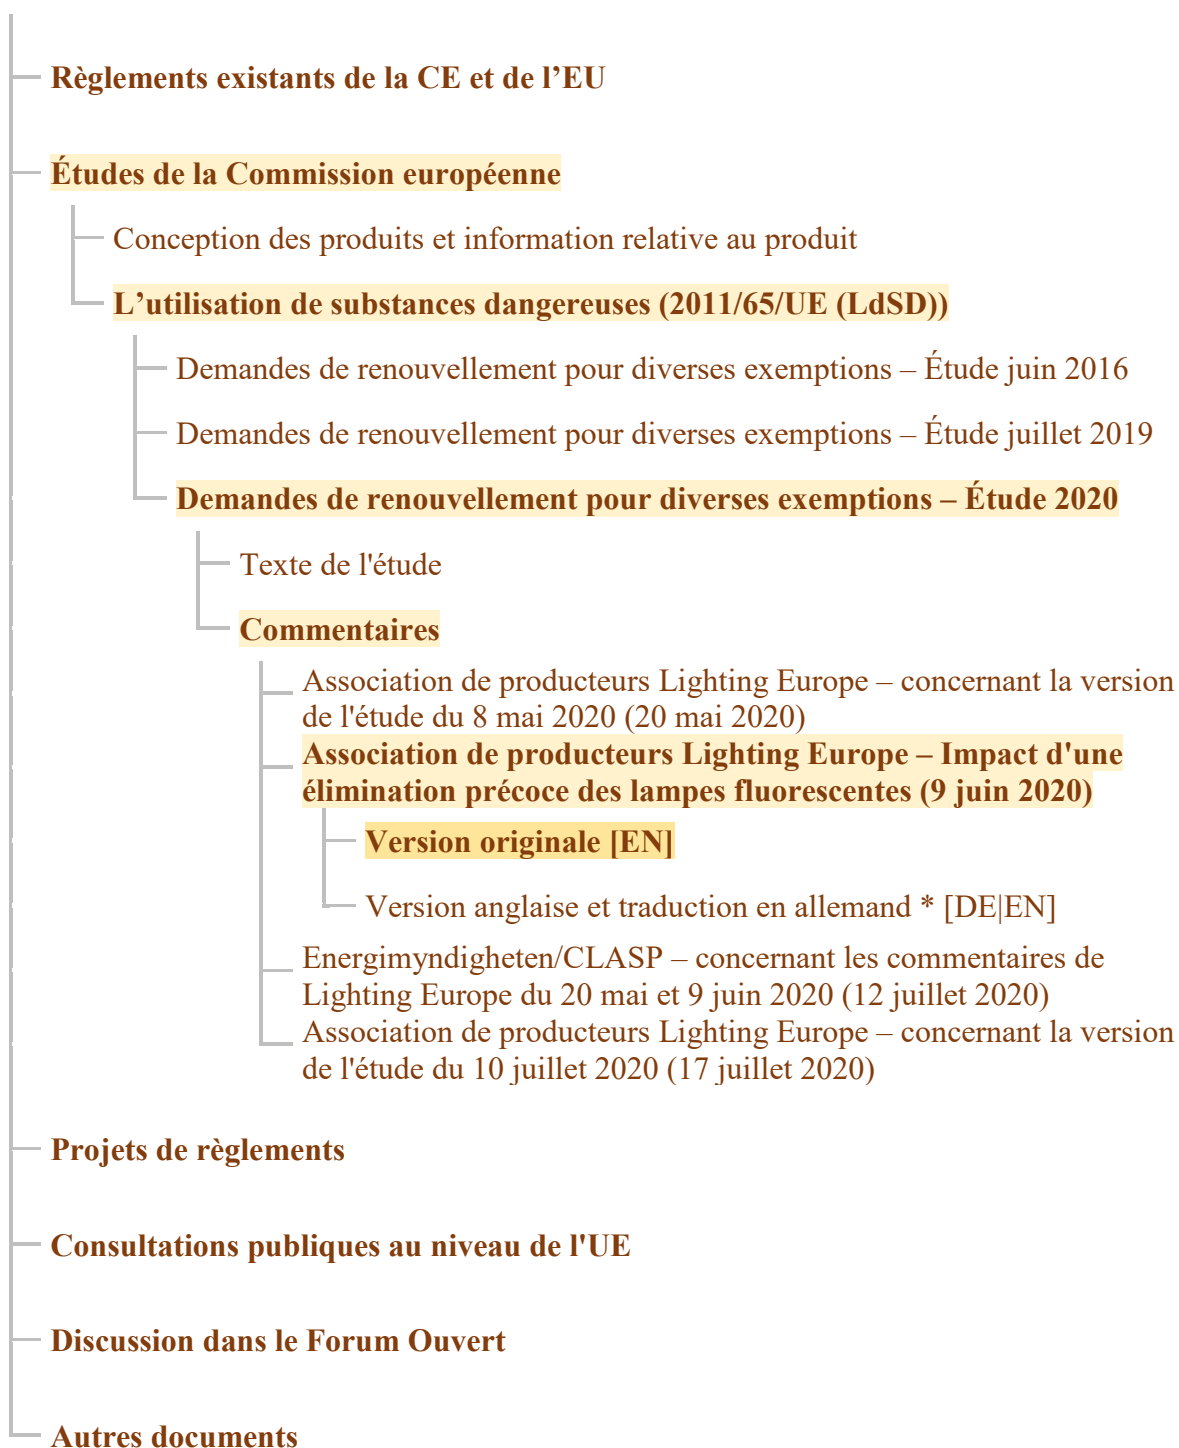 Règlements existants de la CE et de l’EU
Études de la Commission européenne
Conception des produits et information relative au produit
L’utilisation de substances dangereuses (2011/65/UE (LdSD))
Demandes de renouvellement pour diverses exemptions – Étude juin 2016
Demandes de renouvellement pour diverses exemptions – Étude juillet 2019
Demandes de renouvellement pour diverses exemptions – Étude 2020
Texte de l'étude
Commentaires
Association de producteurs Lighting Europe – concernant la version
de l'étude du 8 mai 2020 (20 mai 2020)
Association de producteurs Lighting Europe – Impact d'une
élimination précoce des lampes fluorescentes (9 juin 2020)
Version originale [EN]
Version anglaise et traduction en allemand * [DE|EN]
Energimyndigheten/CLASP – concernant les commentaires de
Lighting Europe du 20 mai et 9 juin 2020 (12 juillet 2020)
Association de producteurs Lighting Europe – concernant la version
de l'étude du 10 juillet 2020 (17 juillet 2020)
Projets de règlements
Consultations publiques au niveau de l'UE
Discussion dans le Forum Ouvert
Autres documents